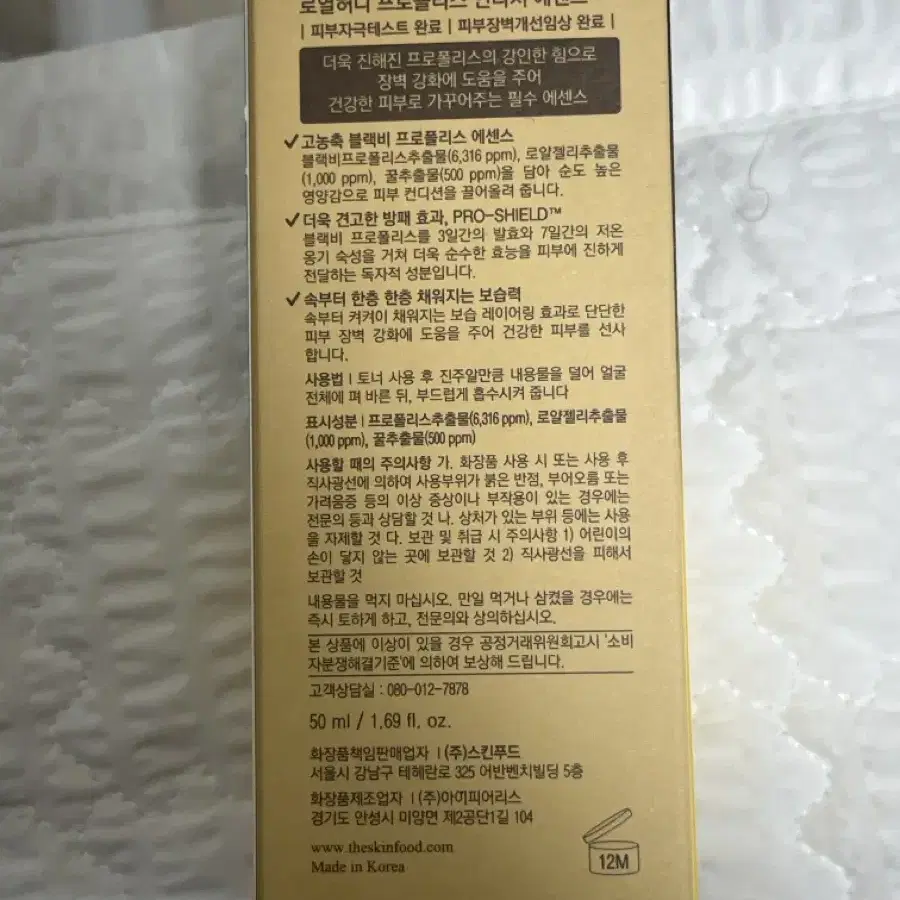 로열허니 프로폴리스 인리치 에센스
| 피부자극테스트 완료 | 피부장벽개선임상 완료 |
더욱 진해진 프로폴리스의 강인한 힘으로
장벽 강화에 도움을 주어
건강한 피부로 가꾸어주는 필수 에센스
✓고농축 블랙비 프로폴리스 에센스
블랙비프로폴리스추출물(6,316 ppm), 로얄젤리추출물
(1,000 ppm), 꿀추출물(500 ppm)을 담아 순도 높은
영양감으로 피부 컨디션을 끌어올려 줍니다.
✓더욱 견고한 방패 효과, PRO-SHIELD™
블랙비 프로폴리스를 3일간의 발효와 7일간의 저온
옹기 숙성을 거쳐 더욱 순수한 효능을 피부에 진하게
전달하는 독자적 성분입니다.
✓속부터 한층 한층 채워지는 보습력
속부터 켜켜이 채워지는 보습 레이어링 효과로 단단한
피부 장벽 강화에 도움을 주어 건강한 피부를 선사
합니다.
사용법 | 토너 사용 후 진주알만큼 내용물을 덜어 얼굴
전체에 펴 바른 뒤, 부드럽게 흡수시켜 줍니다
표시성분 | 프로폴리스추출물(6,316 ppm), 로얄젤리추출물
(1,000 ppm), 꿀추출물(500 ppm)
사용할 때의 주의사항 가. 화장품 사용 시 또는 사용 후
직사광선에 의하여 사용부위가 붉은 반점, 부어오름 또는
가려움증 등의 이상 증상이나 부작용이 있는 경우에는
전문의 등과 상담할 것 나. 상처가 있는 부위 등에는 사용
을 자제할 것 다. 보관 및 취급 시 주의사항 1) 어린이의
손이 닿지 않는 곳에 보관할 것 2) 직사광선을 피해서
보관할 것
내용물을 먹지 마십시오. 만일 먹거나 삼켰을 경우에는
즉시 토하게 하고, 전문의와 상의하십시오.
본 상품에 이상이 있을 경우 공정거래위원회고시 '소비
자분쟁해결기준'에 의하여 보상해 드립니다.
고객상담실 : 080-012-7878
50 ml / 1.69 fl. oz.
화장품책임판매업자 | (주)스킨푸드
서울시 강남구 테헤란로 325 어반벤치빌딩 5층
화장품제조업자 | (주)아이피어리스
경기도 안성시 미양면 제2공단1길 104
www.theskinfood.com
Made in Korea
12M